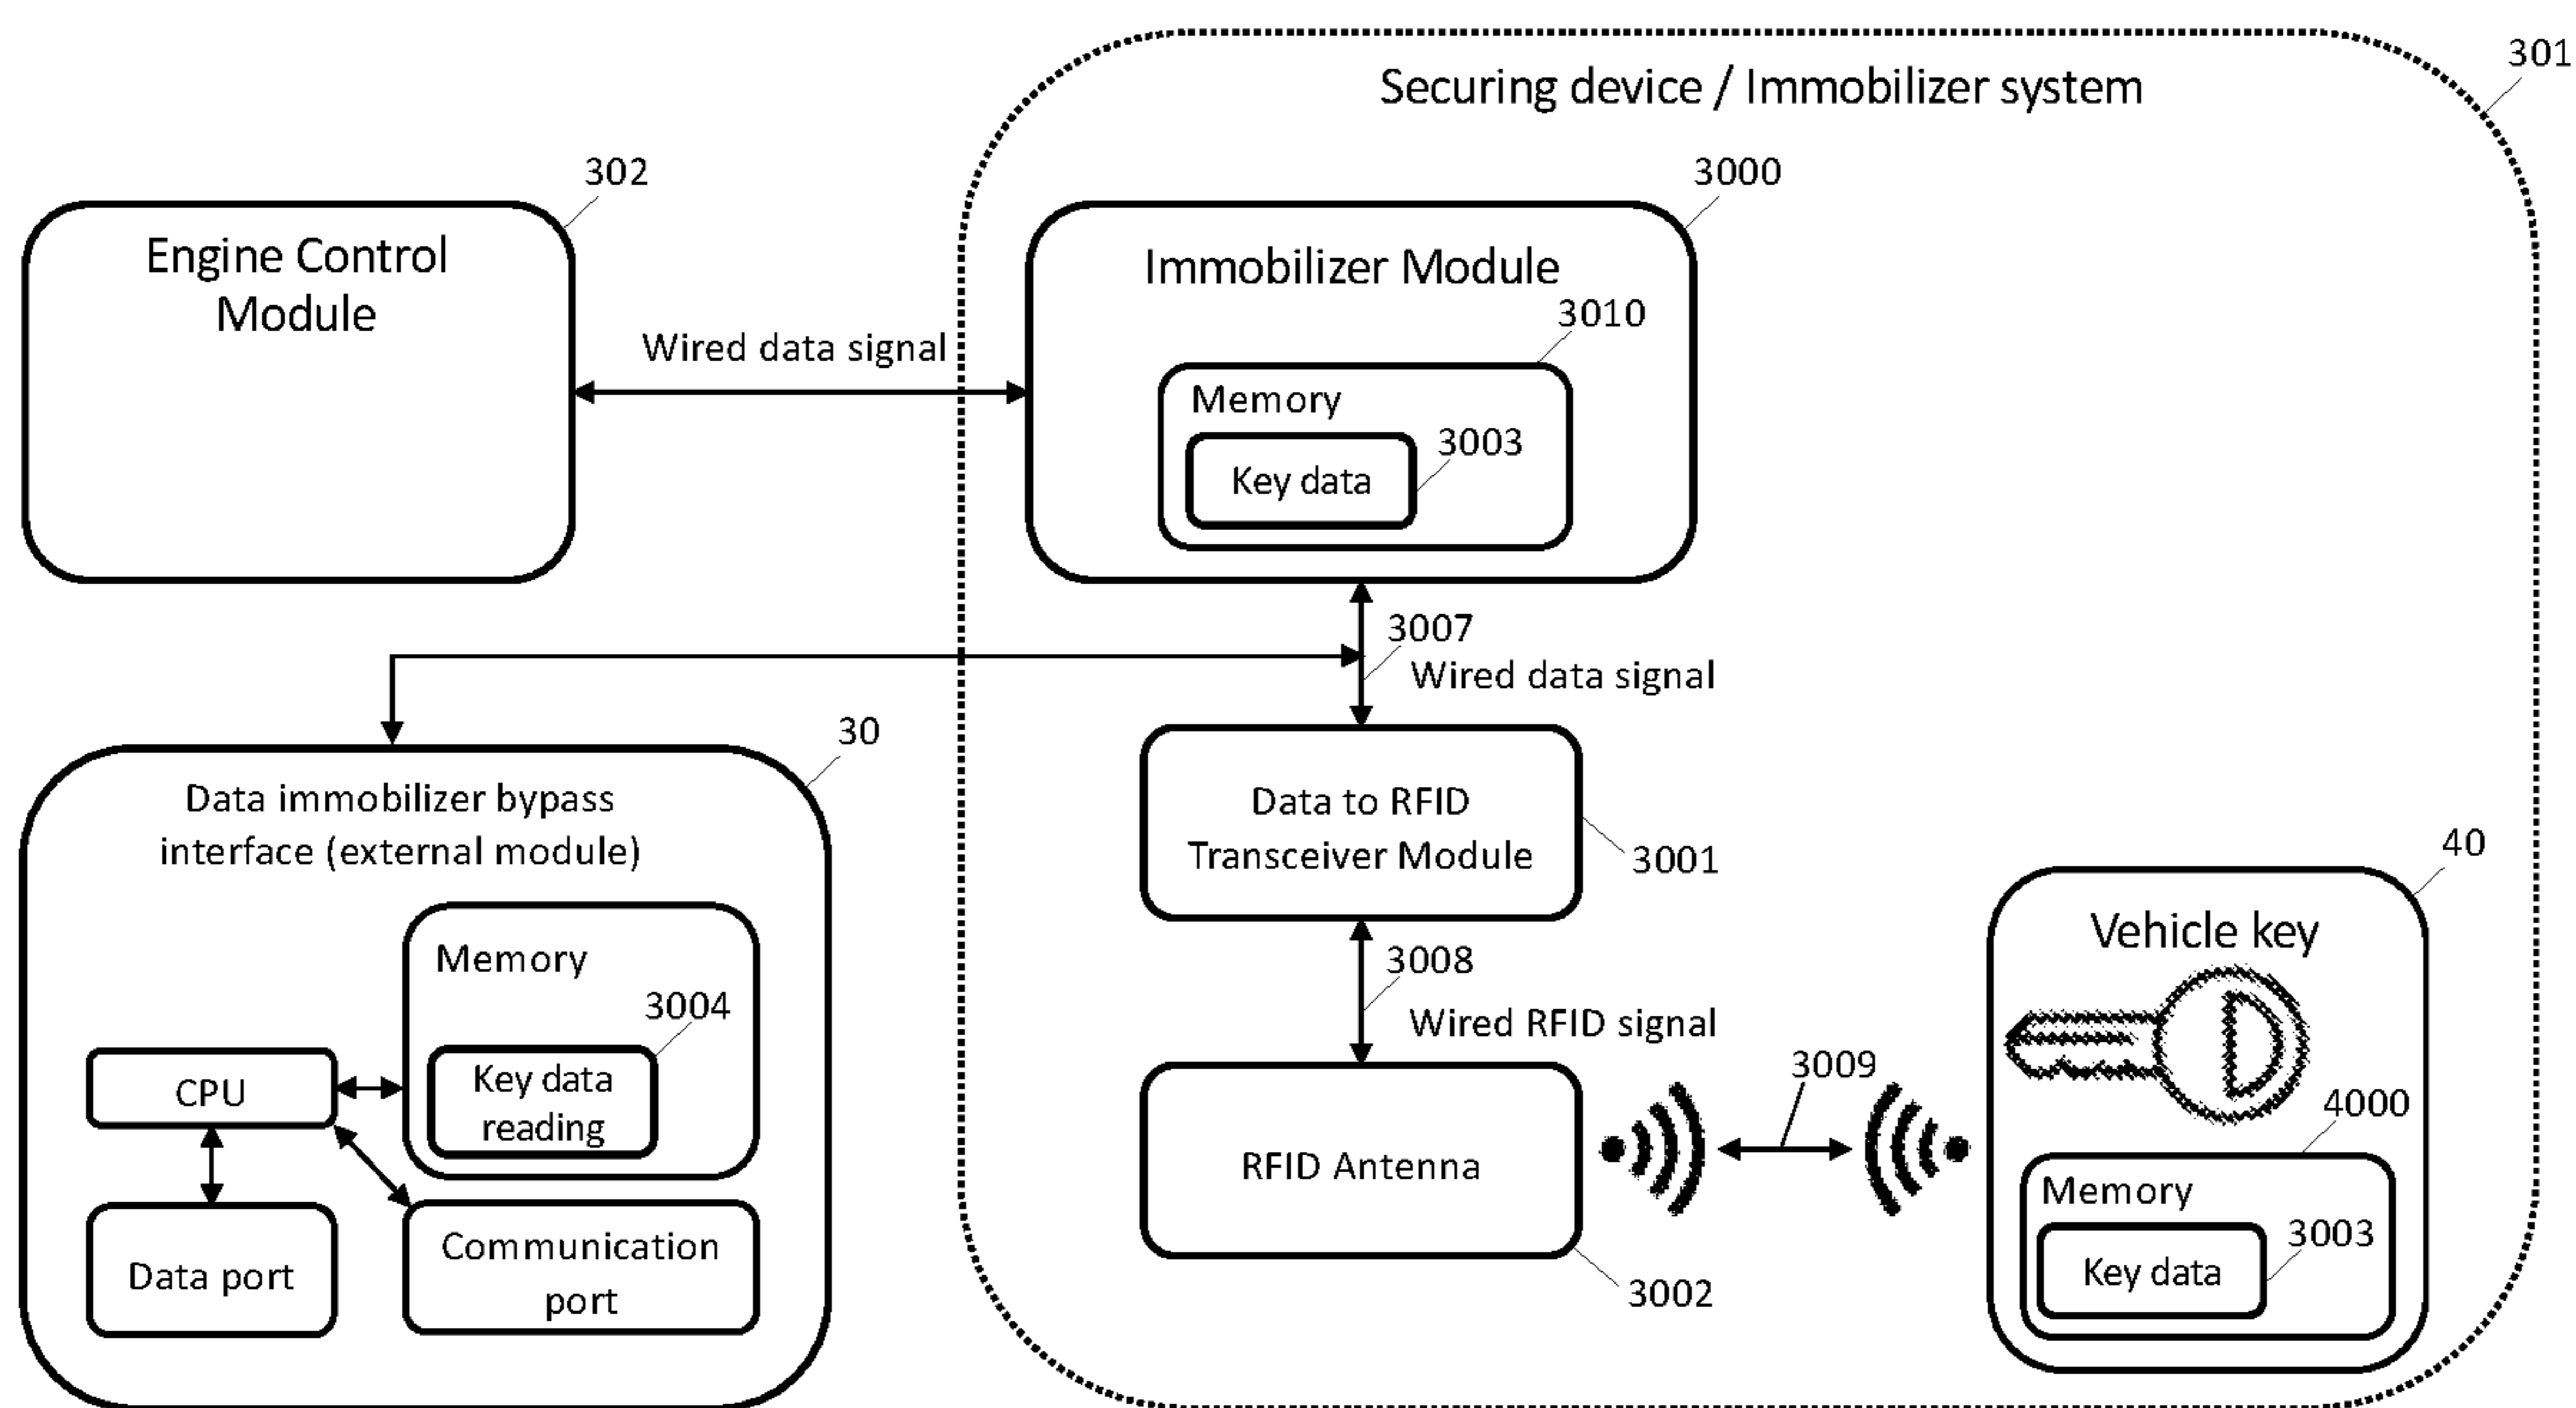 Securing device / Immobilizer system
301
302
Engine Control
Module
Wired data signal
3000
Immobilizer Module
3010
Memory
3003
Key data
3007
Wired data signal
30
Data immobilizer bypass
interface (external module)
Memory
3004
Key data
reading
CPU
Data port
Communication
port
Data to RFID
Transceiver Module
3001
3008
Wired RFID signal
RFID Antenna
3002
3009
40
Vehicle key
4000
Memory
3003
Key data